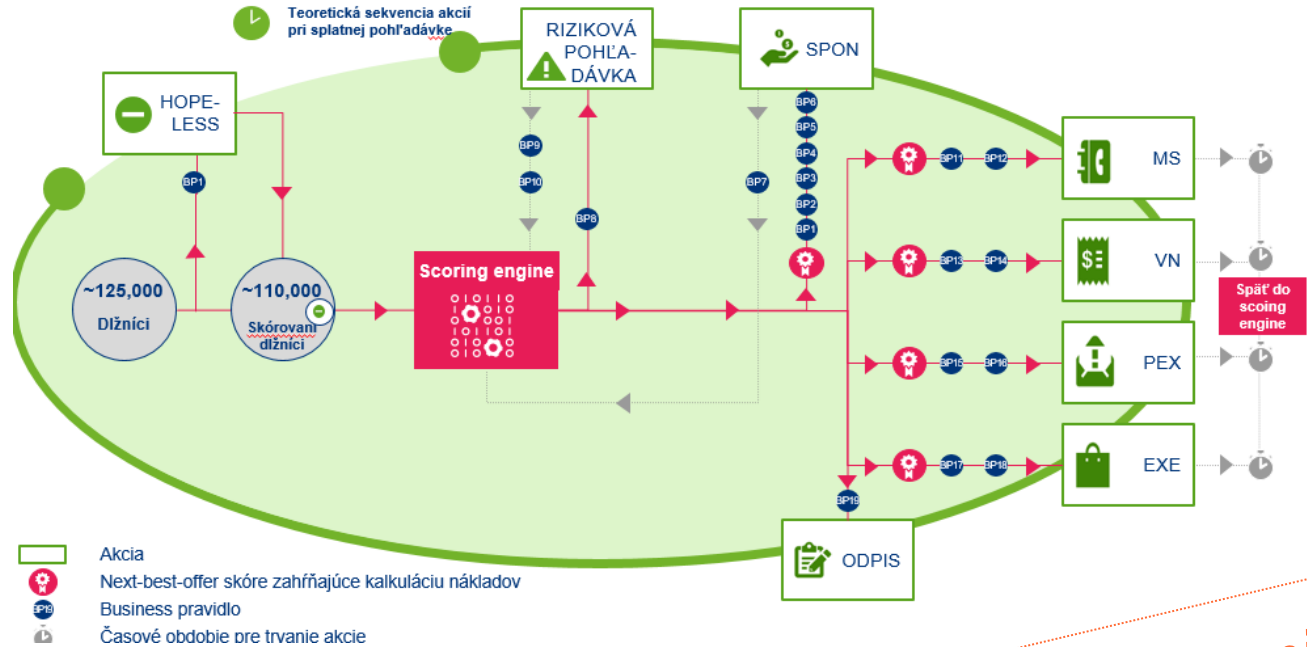 Teoretická sekvencia akcií
pri splatnej pohľadávke
RIZIKOVÁ
POHĽA-
DÁVKA
SPON
HOPE-
LESS
BP1
BP9
BP10
BP8
BP7
BP6
BP5
BP4
BP3
BP2
BP1
BP11
BP12
MS
BP13
BP14
VN
Späť do
scoing
engine
BP15
BP16
PEX
BP17
BP18
EXE
BP19
ODPIS
~125,000
Dlžníci
~110,000
Skórovaní
dlžníci
Scoring engine
Akcia
Next-best-offer skóre zahŕňajúce kalkuláciu nákladov
BP19
Business pravidlo
Časové obdobie pre trvanie akcie